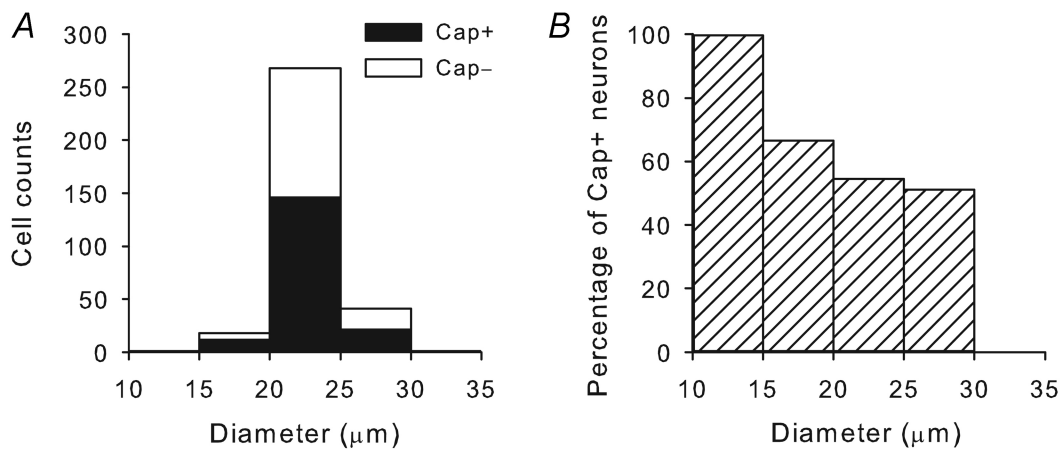 A
300
250
200
150
100
50
0
Cell counts
10 15 20 25 30 35
Diameter (μm)
Cap+
Cap−
B
100
80
60
40
20
0
Percentage of Cap+ neurons
10 15 20 25 30 35
Diameter (μm)